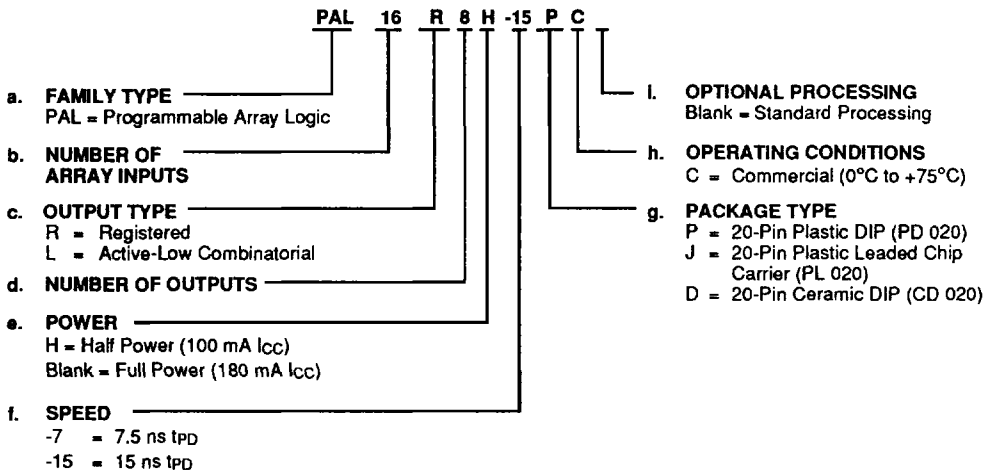 PAL 16 R 8 H -15 P C
a. FAMILY TYPE
PAL = Programmable Array Logic
b. NUMBER OF
ARRAY INPUTS
c. OUTPUT TYPE
R = Registered
L = Active-Low Combinatorial
d. NUMBER OF OUTPUTS
e. POWER
H = Half Power (100 mA ICC)
Blank = Full Power (180 mA ICC)
f. SPEED
-7 = 7.5 ns tPD
-15 = 15 ns tPD
I. OPTIONAL PROCESSING
Blank = Standard Processing
h. OPERATING CONDITIONS
C = Commercial (0°C to +75°C)
g. PACKAGE TYPE
P = 20-Pin Plastic DIP (PD 020)
J = 20-Pin Plastic Leaded Chip
Carrier (PL 020)
D = 20-Pin Ceramic DIP (CD 020)